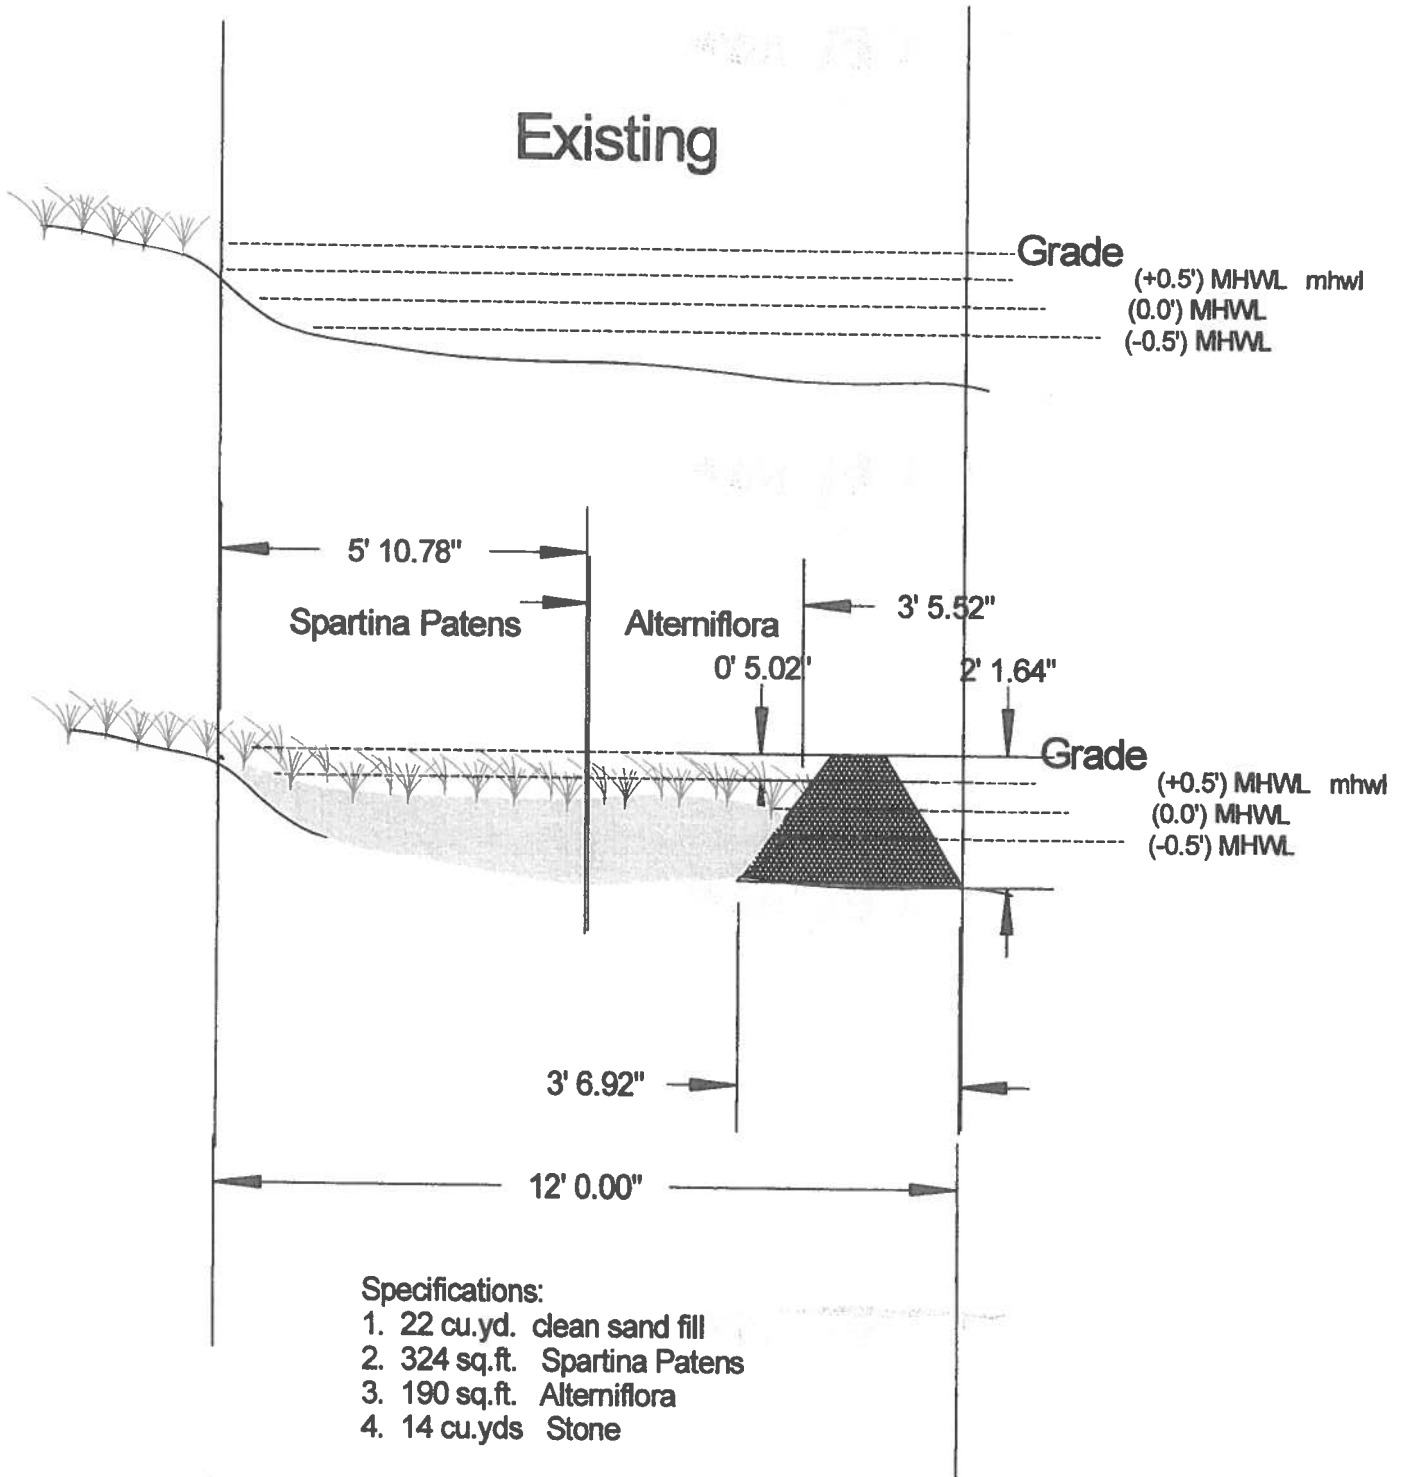 Existing
Grade
(+0.5') MHWL mhwl
(0.0') MHWL
(-0.5') MHWL
5' 10.78"
3' 5.52"
Spartina Patens
Alterniflora
0' 5.02"
2' 1.64"
Grade
(+0.5') MHWL mhwl
(0.0') MHWL
(-0.5') MHWL
3' 6.92"
12' 0.00"
Specifications:
1. 22 cu.yd. clean sand fill
2. 324 sq.ft. Spartina Patens
3. 190 sq.ft. Alterniflora
4. 14 cu.yds Stone